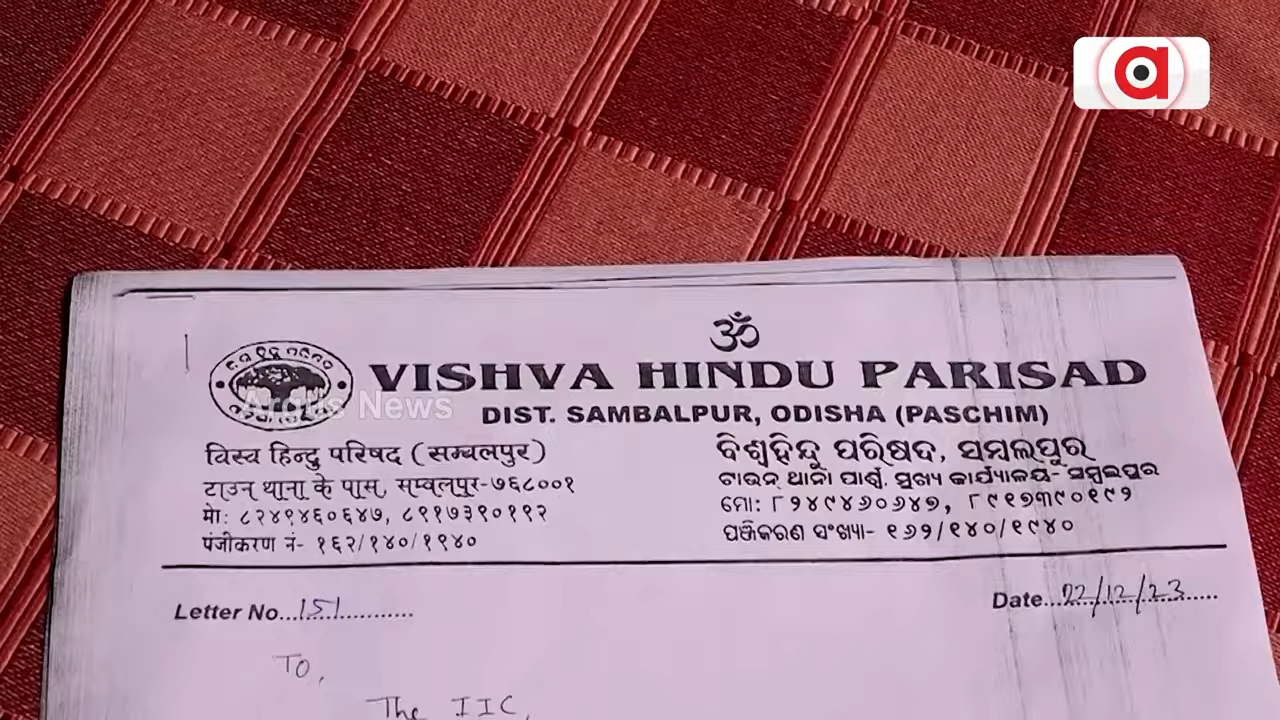 a
ॐ
VISHVA HINDU PARISAD
Argus News
DIST. SAMBALPUR, ODISHA (PASCHIM)
विस्व हिन्दु परिषद (सम्बलपुर)
टाउन थाना के पास, सम्बलपुर-७६८००१
मो: ८२४९४६०६४७, ८९१७३९०१९२
पंजीकरण नं- १६२/१४०/१९४०
ବିଶ୍ୱହିନ୍ଦୁ ପରିଷଦ, ସମ୍ବଲପୁର
ଟାଉନ୍ ଥାନା ପାର୍ଶ୍ୱ, ମୁଖ୍ୟ କାର୍ଯ୍ୟାଳୟ- ସମ୍ବଲପୁର
ମୋ: ୮୨୪୯୪୬୦୬୪୭, ୮୯୧୭୩୯୦୧୯୨
ପଞ୍ଜିକରଣ ସଂଖ୍ୟା- ୧୬୨/୧୪୦/୧୯୪୦
Letter No...151............
Date...22/12/23......
To,
The IIC,